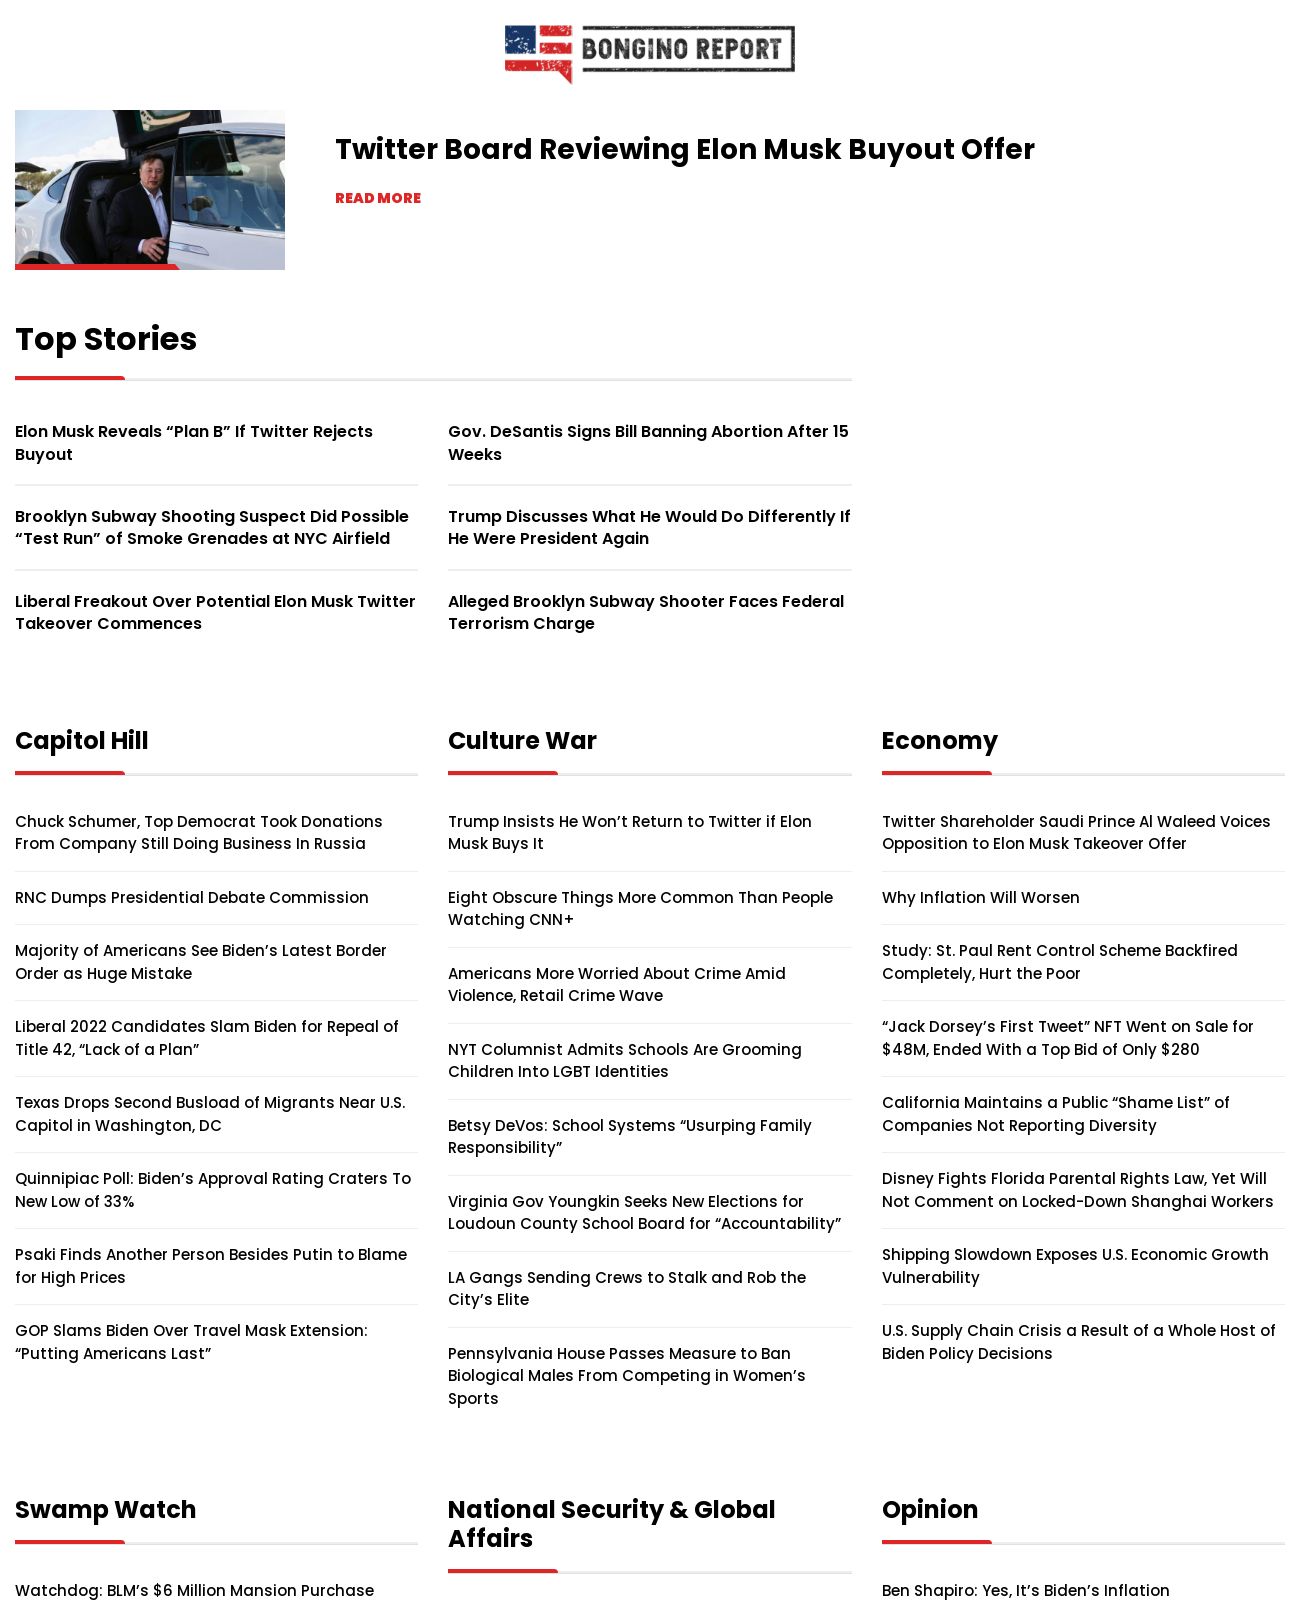 BONGINO REPORT
Twitter Board Reviewing Elon Musk Buyout Offer
READ MORE
Top Stories
Elon Musk Reveals “Plan B” If Twitter Rejects
Buyout
Brooklyn Subway Shooting Suspect Did Possible
“Test Run” of Smoke Grenades at NYC Airfield
Liberal Freakout Over Potential Elon Musk Twitter
Takeover Commences
Gov. DeSantis Signs Bill Banning Abortion After 15
Weeks
Trump Discusses What He Would Do Differently If
He Were President Again
Alleged Brooklyn Subway Shooter Faces Federal
Terrorism Charge
Capitol Hill
Chuck Schumer, Top Democrat Took Donations
From Company Still Doing Business In Russia
RNC Dumps Presidential Debate Commission
Majority of Americans See Biden’s Latest Border
Order as Huge Mistake
Liberal 2022 Candidates Slam Biden for Repeal of
Title 42, “Lack of a Plan”
Texas Drops Second Busload of Migrants Near U.S.
Capitol in Washington, DC
Quinnipiac Poll: Biden’s Approval Rating Craters To
New Low of 33%
Psaki Finds Another Person Besides Putin to Blame
for High Prices
GOP Slams Biden Over Travel Mask Extension:
“Putting Americans Last”
Culture War
Trump Insists He Won’t Return to Twitter if Elon
Musk Buys It
Eight Obscure Things More Common Than People
Watching CNN+
Americans More Worried About Crime Amid
Violence, Retail Crime Wave
NYT Columnist Admits Schools Are Grooming
Children Into LGBT Identities
Betsy DeVos: School Systems “Usurping Family
Responsibility”
Virginia Gov Youngkin Seeks New Elections for
Loudoun County School Board for “Accountability”
LA Gangs Sending Crews to Stalk and Rob the
City’s Elite
Pennsylvania House Passes Measure to Ban
Biological Males From Competing in Women’s
Sports
Economy
Twitter Shareholder Saudi Prince Al Waleed Voices
Opposition to Elon Musk Takeover Offer
Why Inflation Will Worsen
Study: St. Paul Rent Control Scheme Backfired
Completely, Hurt the Poor
“Jack Dorsey’s First Tweet” NFT Went on Sale for
$48M, Ended With a Top Bid of Only $280
California Maintains a Public “Shame List” of
Companies Not Reporting Diversity
Disney Fights Florida Parental Rights Law, Yet Will
Not Comment on Locked-Down Shanghai Workers
Shipping Slowdown Exposes U.S. Economic Growth
Vulnerability
U.S. Supply Chain Crisis a Result of a Whole Host of
Biden Policy Decisions
Swamp Watch
Watchdog: BLM’s $6 Million Mansion Purchase
National Security & Global
Affairs
Opinion
Ben Shapiro: Yes, It’s Biden’s Inflation